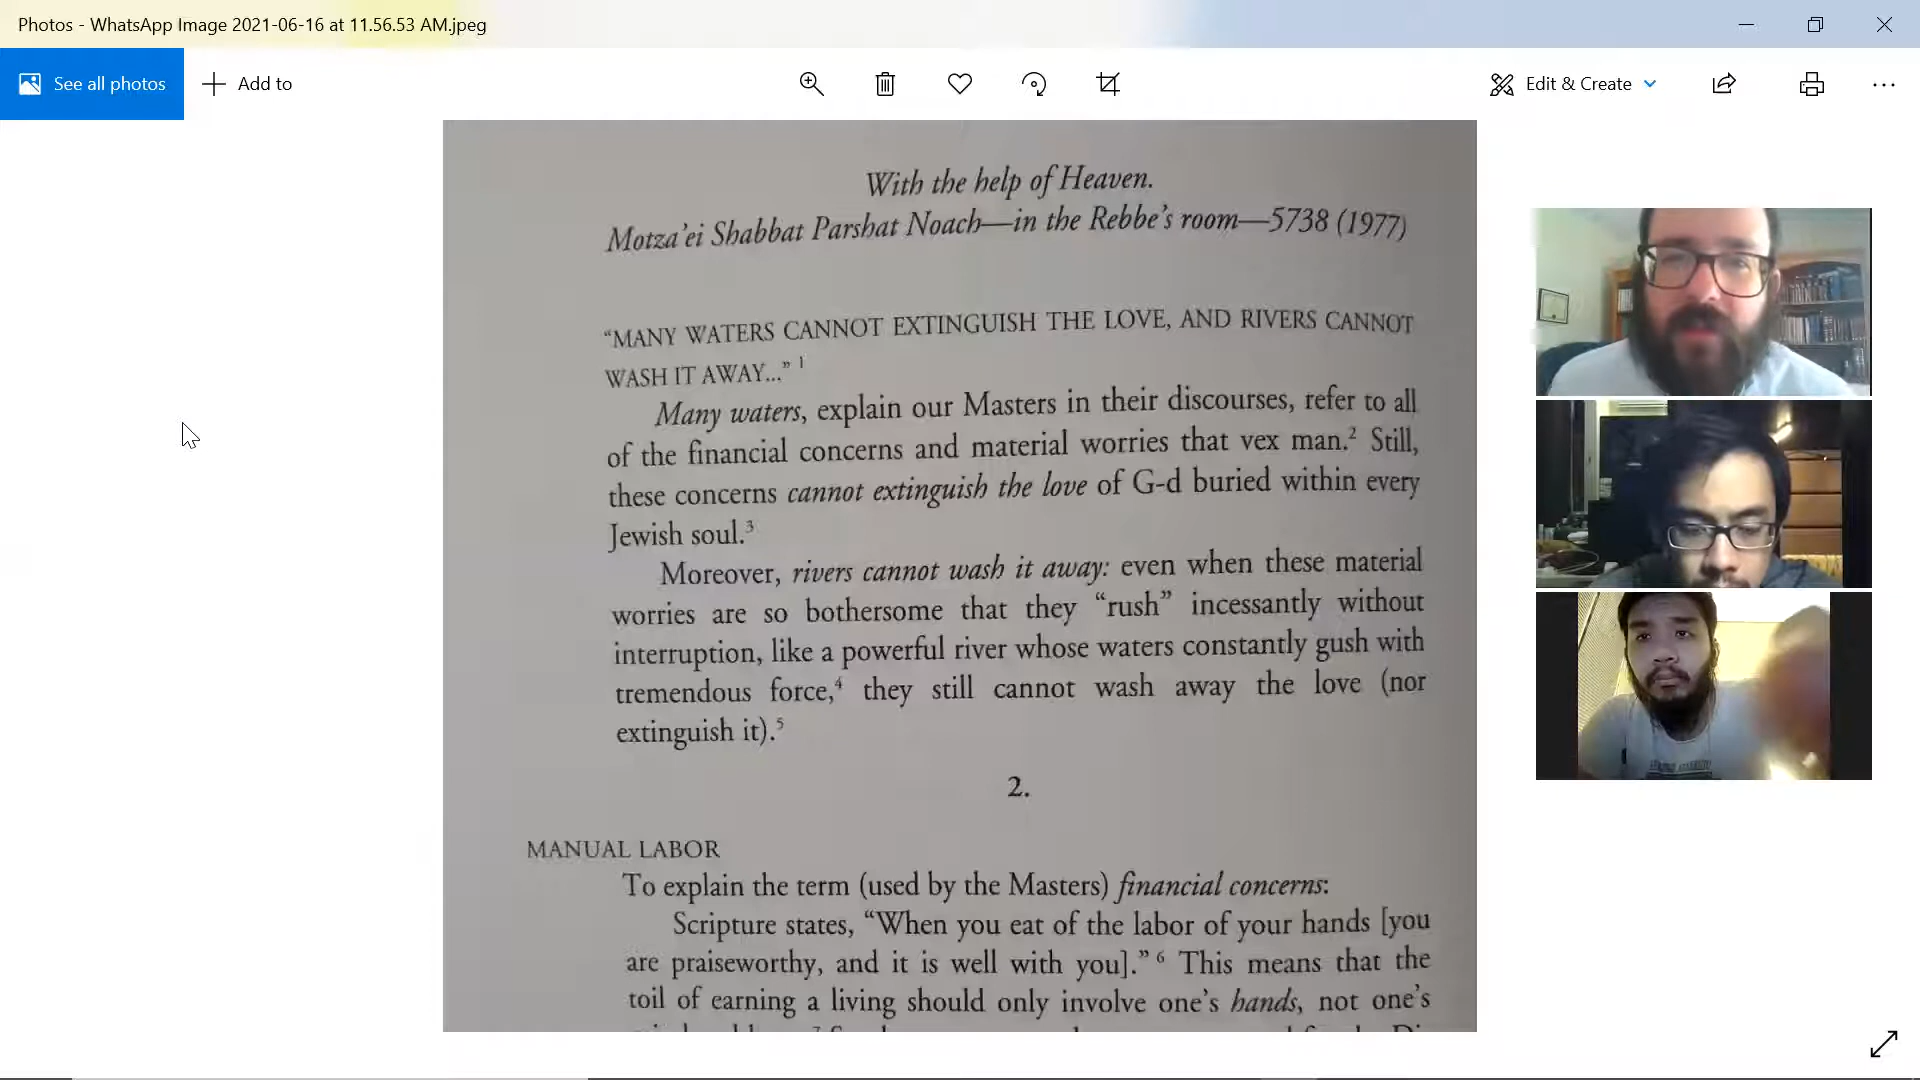 Photos - WhatsApp Image 2021-06-16 at 11.56.53 AM.jpeg
See all photos
Add to
Edit & Create
With the help of Heaven.
Motza’ei Shabbat Parshat Noach—in the Rebbe’s room—5738 (1977)
“MANY WATERS CANNOT EXTINGUISH THE LOVE, AND RIVERS CANNOT
WASH IT AWAY...” 1
Many waters, explain our Masters in their discourses, refer to all
of the financial concerns and material worries that vex man.2 Still,
these concerns cannot extinguish the love of G-d buried within every
Jewish soul.3
Moreover, rivers cannot wash it away: even when these material
worries are so bothersome that they “rush” incessantly without
interruption, like a powerful river whose waters constantly gush with
tremendous force,4 they still cannot wash away the love (nor
extinguish it).5
2.
MANUAL LABOR
To explain the term (used by the Masters) financial concerns:
Scripture states, “When you eat of the labor of your hands [you
are praiseworthy, and it is well with you].” 6 This means that the
toil of earning a living should only involve one’s hands, not one’s